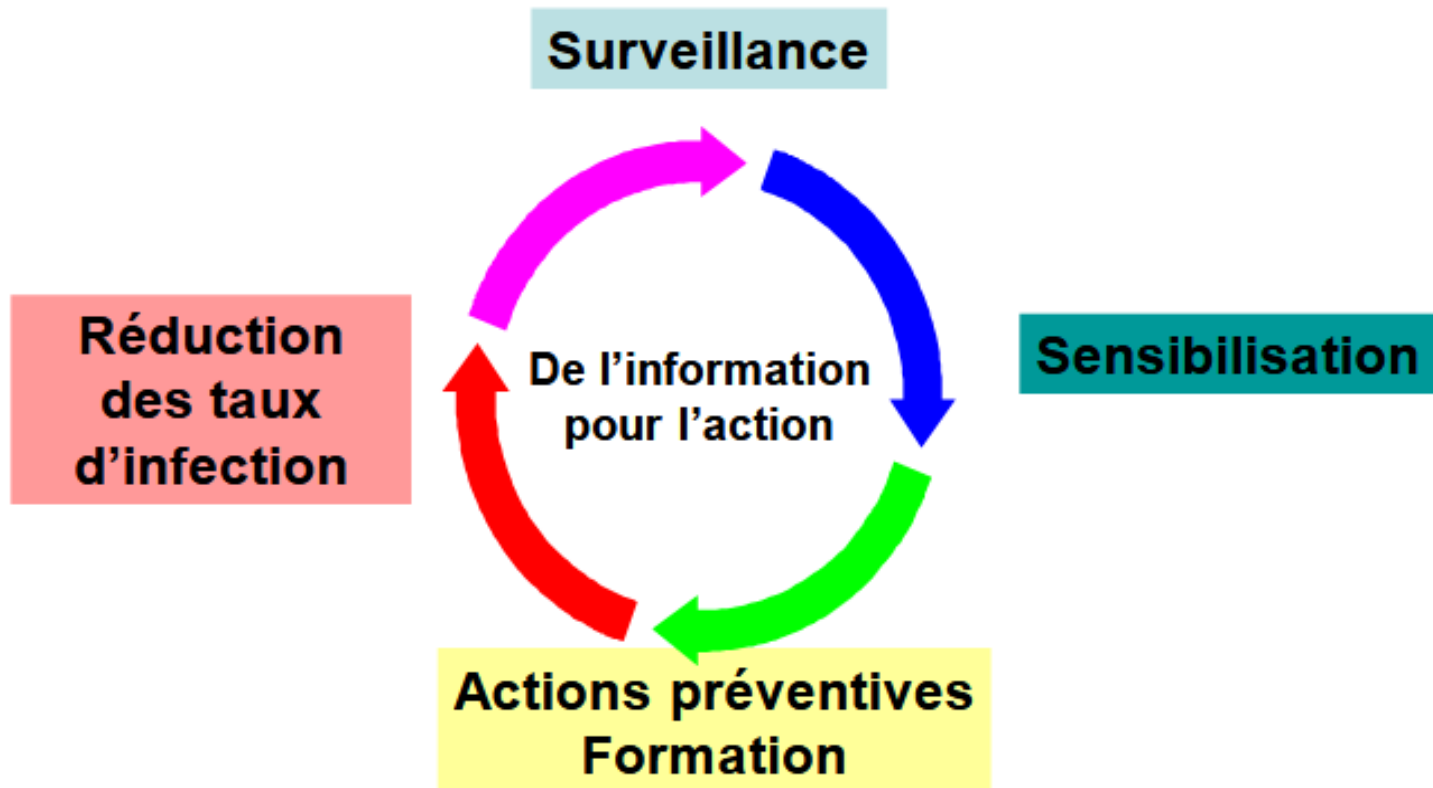 Surveillance
Sensibilisation
Réduction
des taux
d'infection
De l'information
pour l'action
Actions préventives
Formation